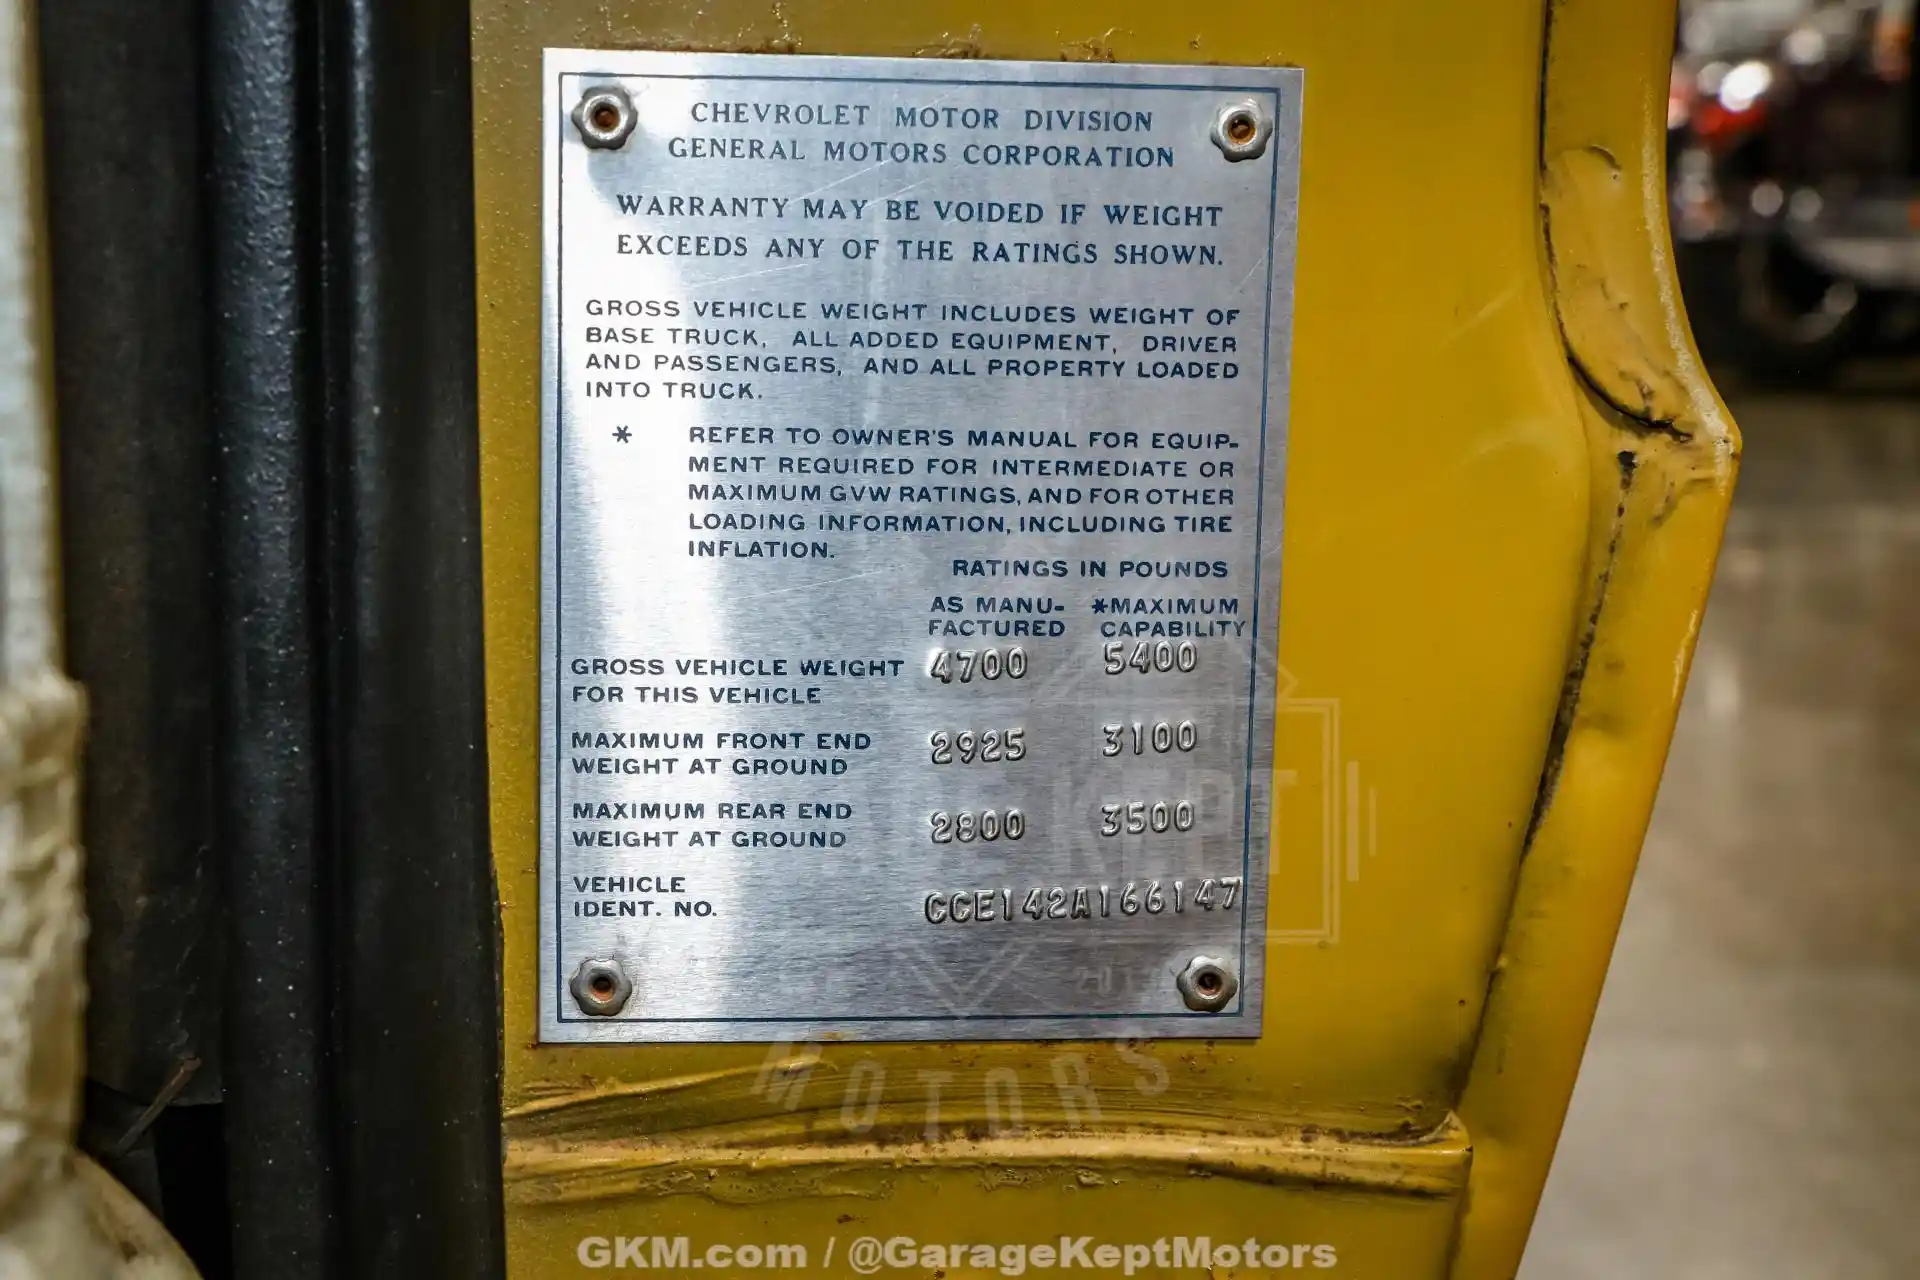 CHEVROLET MOTOR DIVISION
GENERAL MOTORS CORPORATION
WARRANTY MAY BE VOIDED IF WEIGHT
EXCEEDS ANY OF THE RATINGS SHOWN.
GROSS VEHICLE WEIGHT INCLUDES WEIGHT OF
BASE TRUCK, ALL ADDED EQUIPMENT, DRIVER
AND PASSENGERS, AND ALL PROPERTY LOADED
INTO TRUCK.
* REFER TO OWNER'S MANUAL FOR EQUIP-
MENT REQUIRED FOR INTERMEDIATE OR
MAXIMUM GVW RATINGS, AND FOR OTHER
LOADING INFORMATION, INCLUDING TIRE
INFLATION.
RATINGS IN POUNDS
AS MANU- *MAXIMUM
FACTURED CAPABILITY
GROSS VEHICLE WEIGHT 4700 5400
FOR THIS VEHICLE
MAXIMUM FRONT END 2925 3100
WEIGHT AT GROUND
MAXIMUM REAR END 2800 3500
WEIGHT AT GROUND
VEHICLE
IDENT. NO. CCE142A166147
KEPT
MOTORS
GKM.com / @GarageKeptMotors